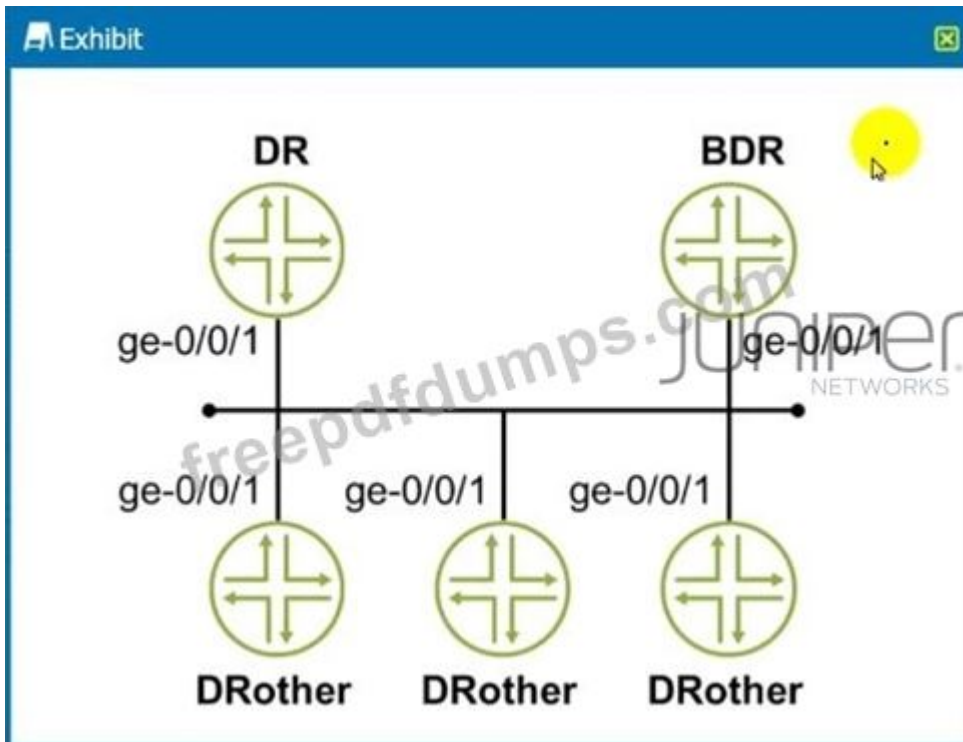 Exhibit
DR
BDR
ge-0/0/1
ge-0/0/1
freepdfdumps.com
JUNIPER
NETWORKS
ge-0/0/1
ge-0/0/1
ge-0/0/1
DRother
DRother
DRother